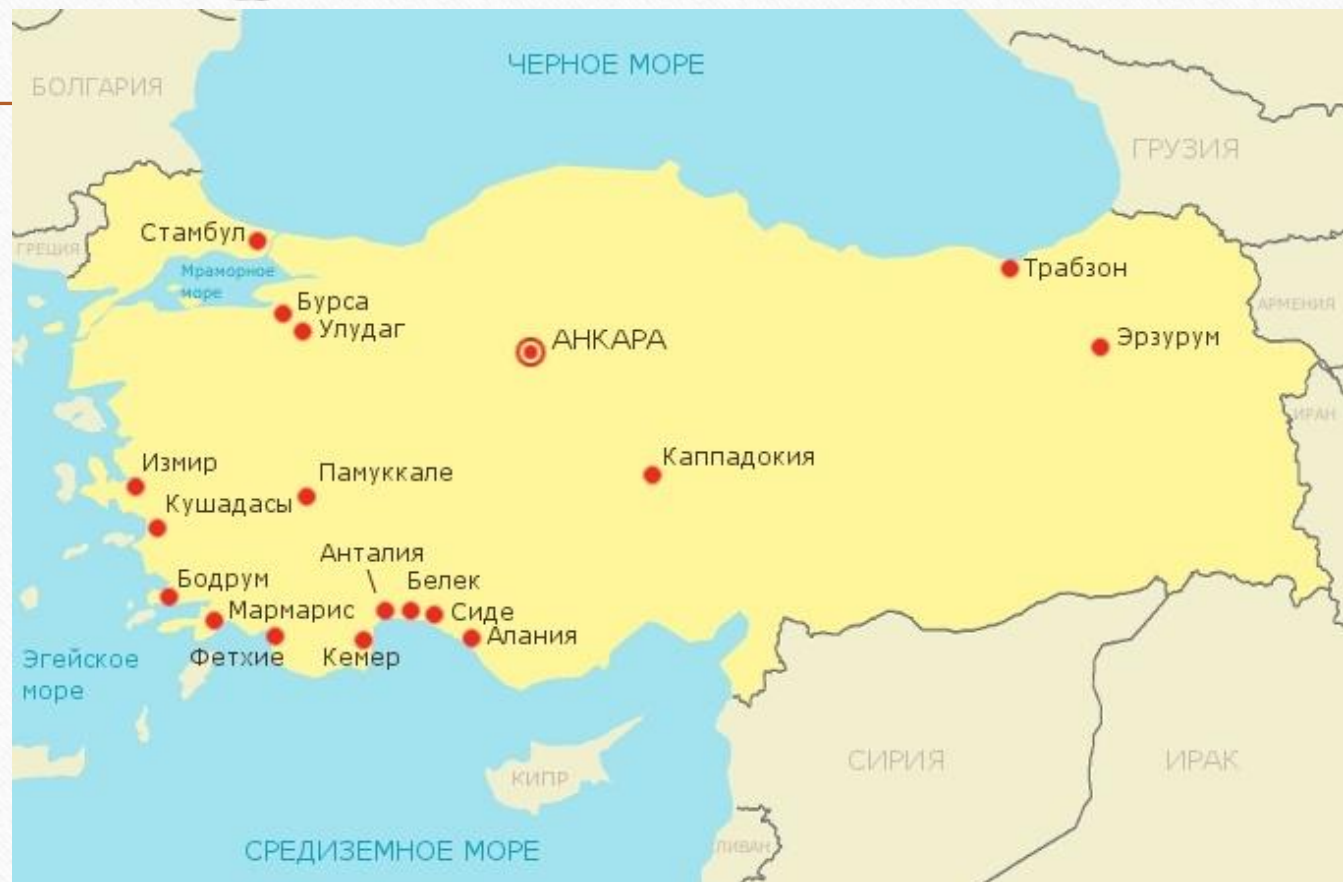 ЧЕРНОЕ МОРЕ
БОЛГАРИЯ
ГРУЗИЯ
Стамбул
ГРЕЦИЯ
Мраморное
море
Трабзон
Бурса
АРМЕНИЯ
Улудаг
АНКАРА
Эрзурум
ИРАН
Измир
Памуккале
Каппадокия
Кушадасы
Анталия
Бодрум
Белек
Мармарис
Сиде
Алания
Фетхие
Кемер
Эгейское
море
СИРИЯ
ИРАК
КИПР
СРЕДИЗЕМНОЕ МОРЕ
ЛИВАН